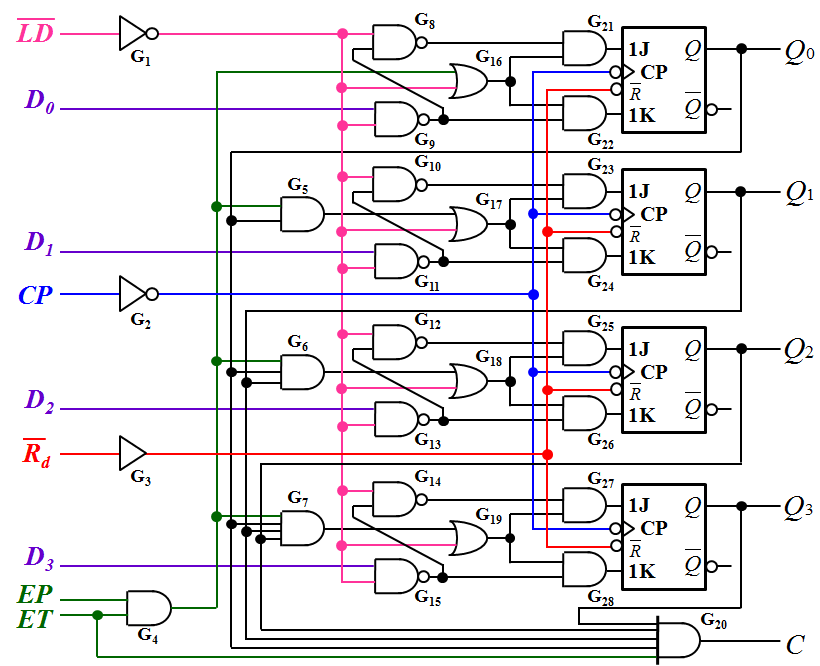 L̅D̅
G₁
G₈
G₁₆
G₂₁
1J Q
CP
R̅
1K Q̅
Q₀
D₀
G₉
G₂₂
G₁₀
G₅
G₁₇
G₂₃
1J Q
CP
R̅
1K Q̅
Q₁
D₁
G₁₁
G₂₄
CP
G₂
G₁₂
G₆
G₁₈
G₂₅
1J Q
CP
R̅
1K Q̅
Q₂
D₂
G₁₃
G₂₆
R̅d
G₃
G₁₄
G₇
G₁₉
G₂₇
1J Q
CP
R̅
1K Q̅
Q₃
D₃
G₁₅
G₂₈
EP
ET
G₄
G₂₀
C